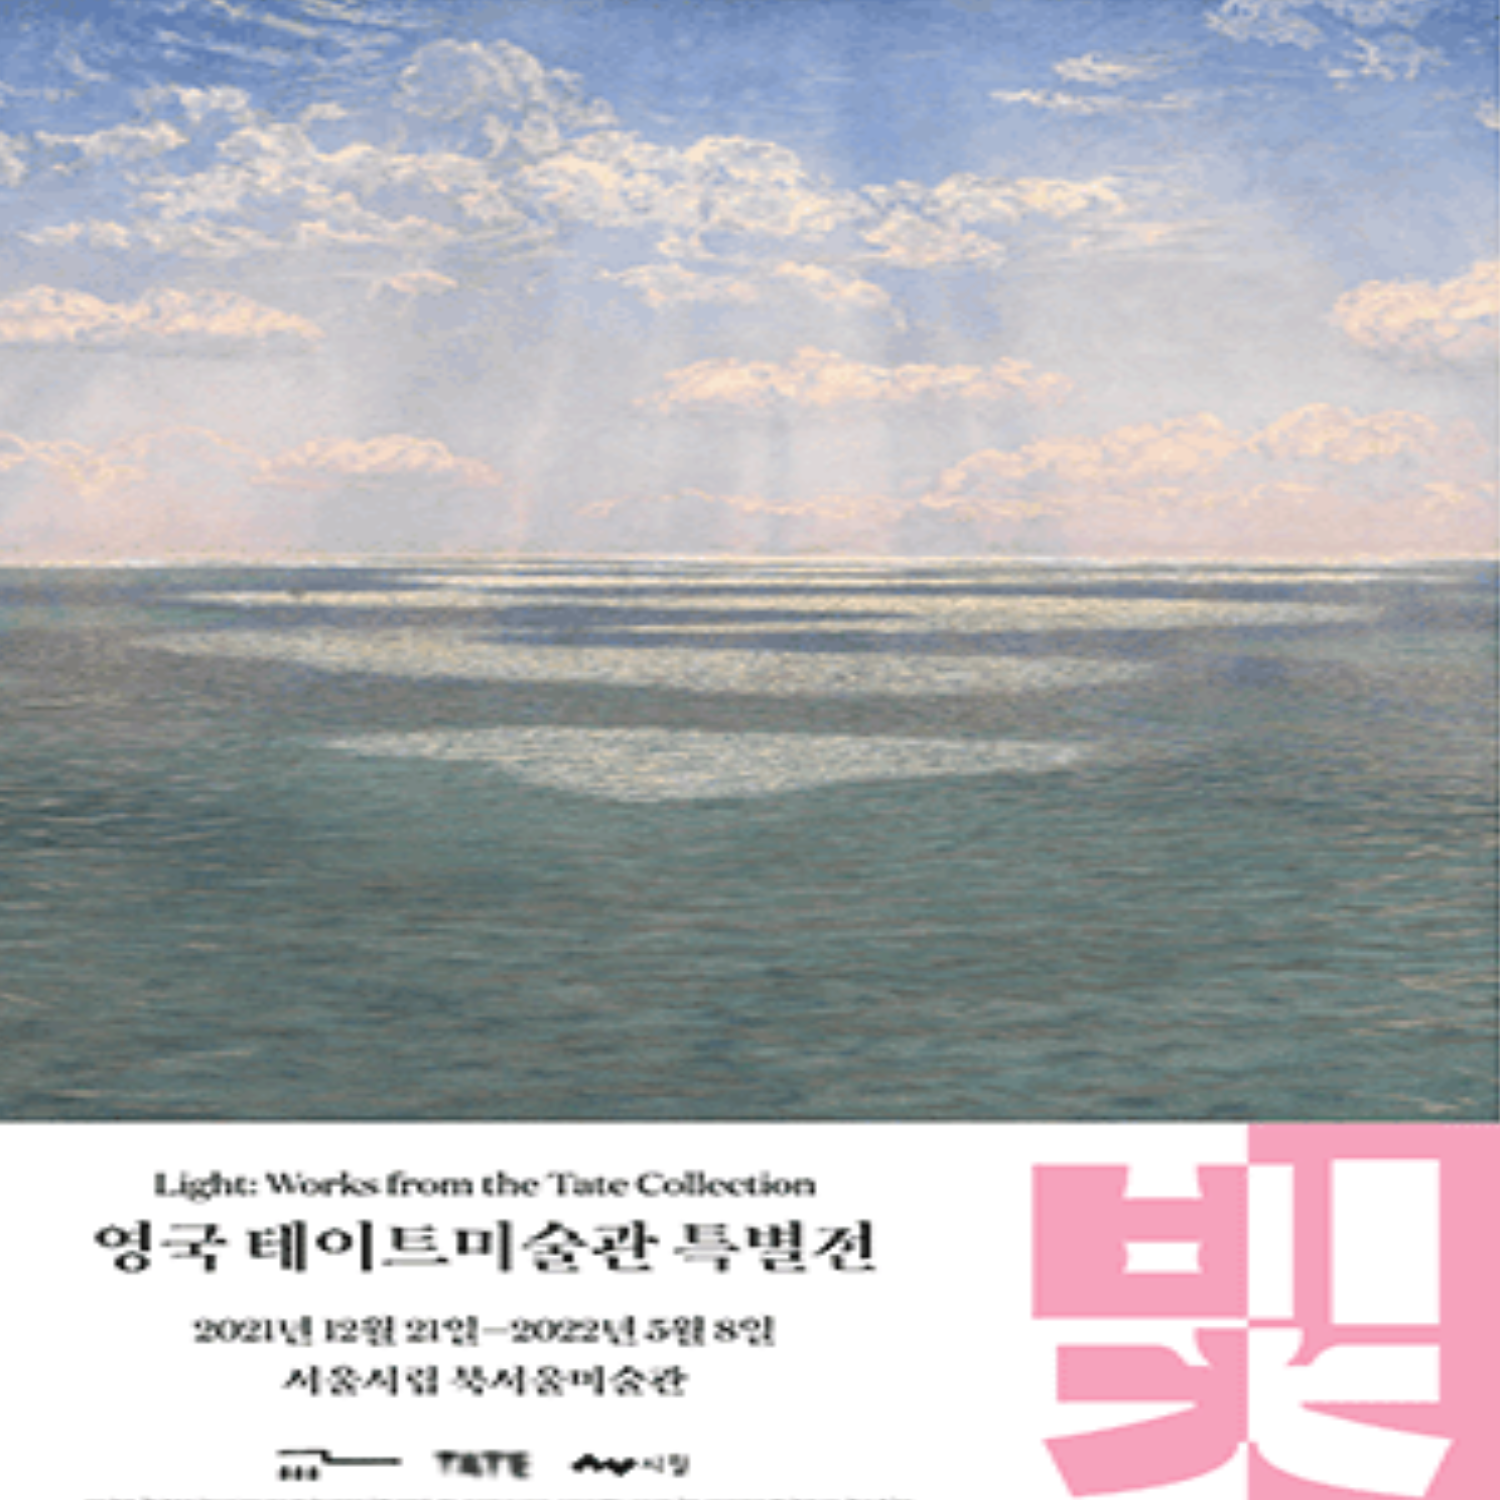 Light: Works from the Tate Collection
영국 테이트미술관 특별전
2021년 12월 21일–2022년 5월 8일
서울시립 북서울미술관
TATE
빛